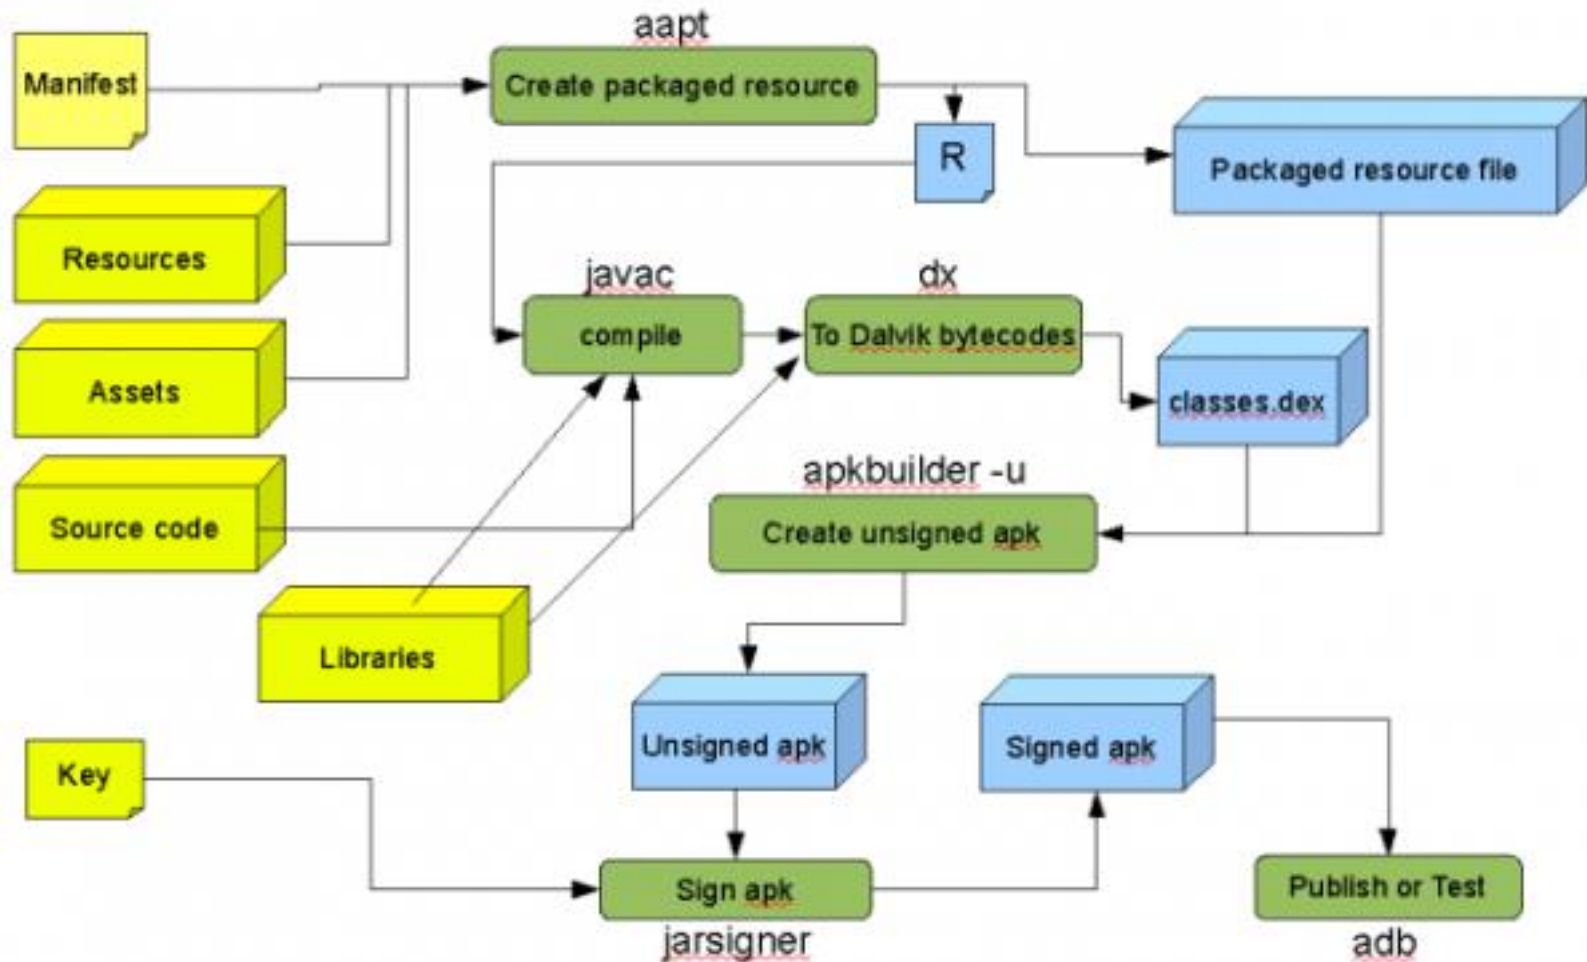 aapt
Manifest
Create packaged resource
R
Packaged resource file
Resources
javac
dx
compile
To Dalvik bytecodes
Assets
classes.dex
apkbuilder -u
Source code
Create unsigned apk
Libraries
Unsigned apk
Signed apk
Key
Sign apk
Publish or Test
jarsigner
adb